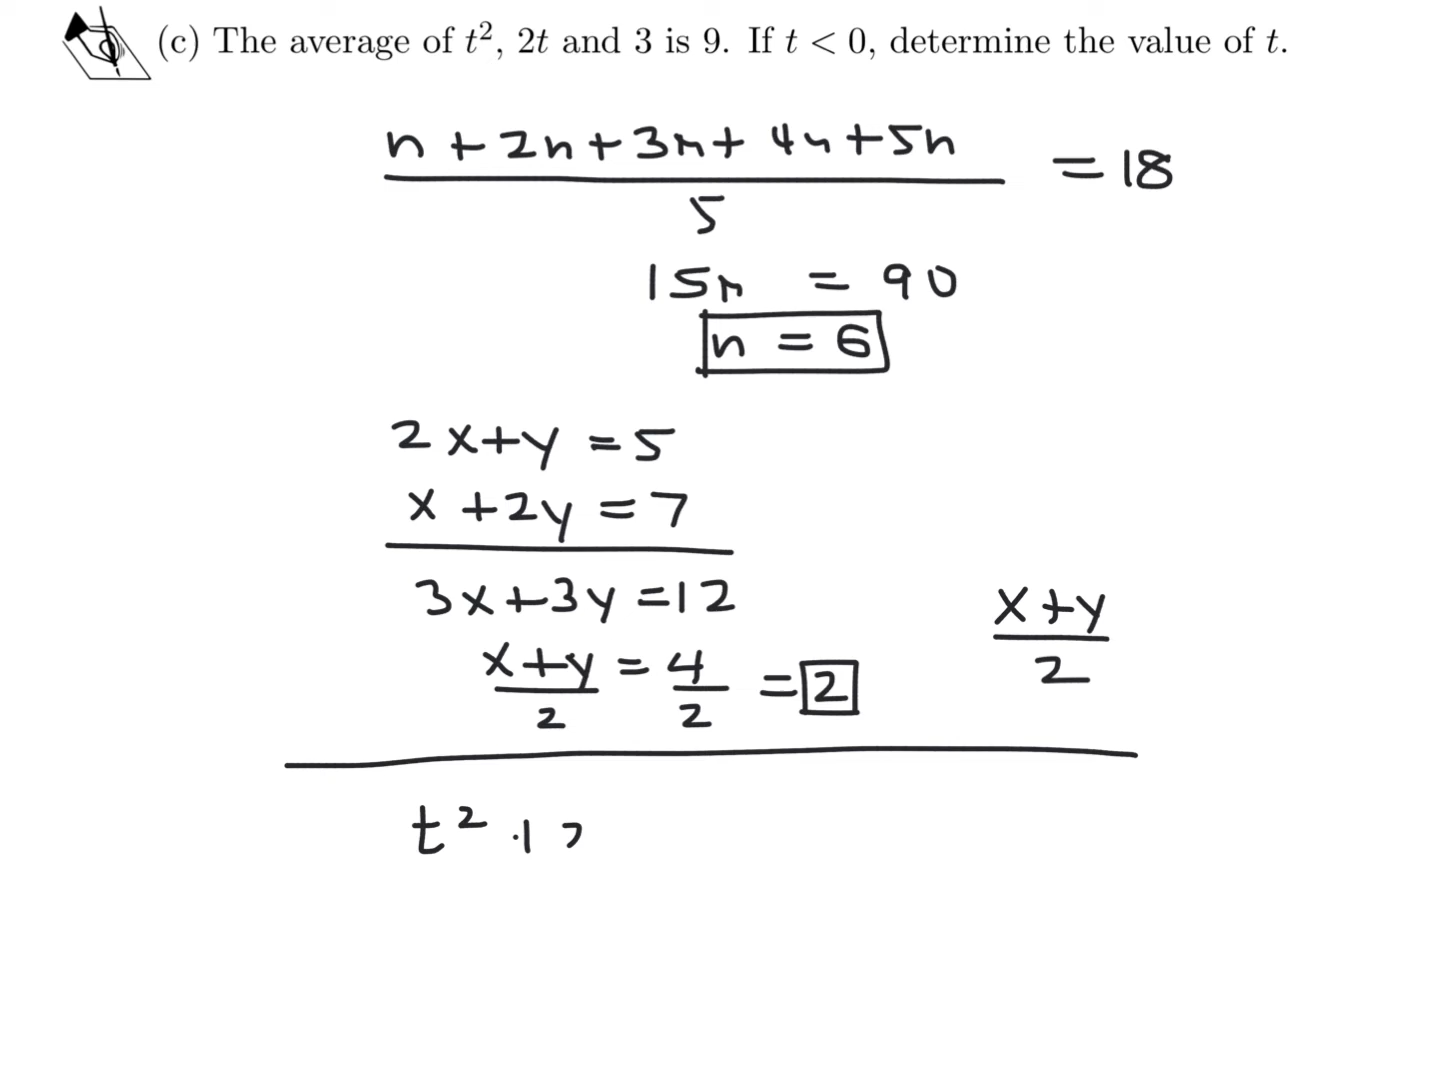 (c) The average of t², 2t and 3 is 9. If t < 0, determine the value of t.
n + 2n + 3n + 4n + 5n
5
= 18
15n = 90
n = 6
2x + y = 5
x + 2y = 7
3x + 3y = 12
x + y = 4 = 2
2 2
x + y
2
t²